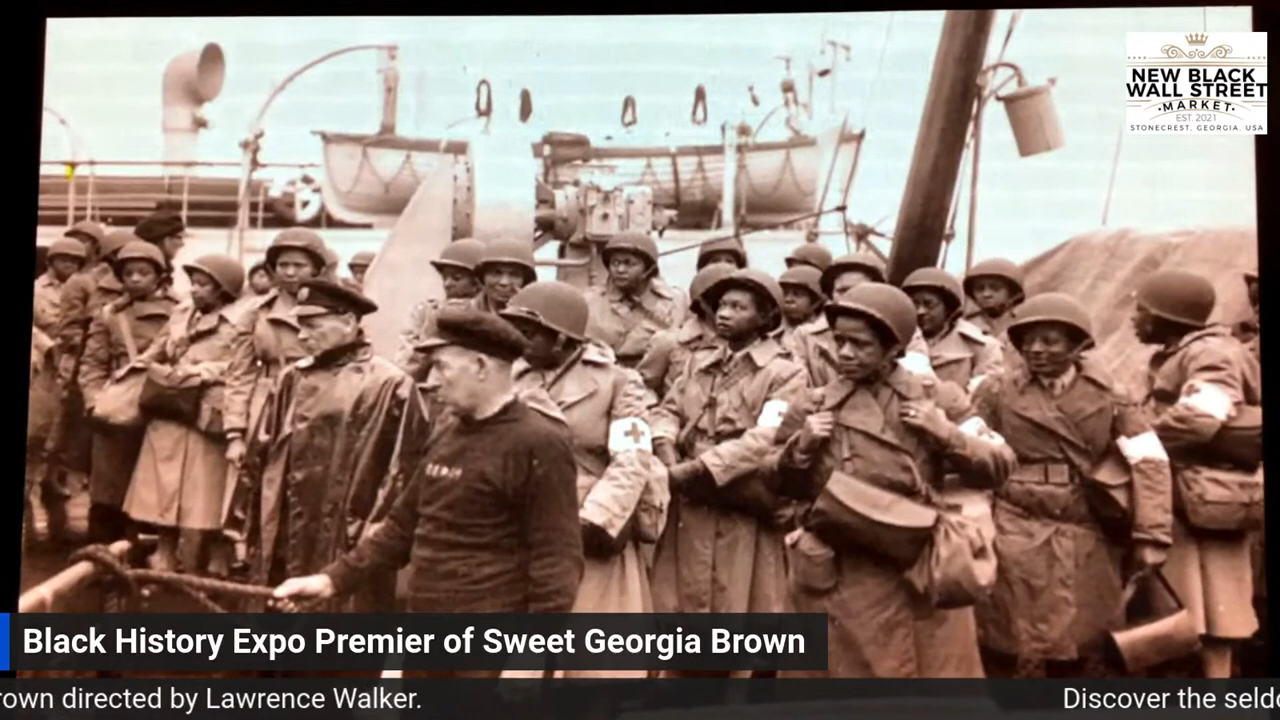 NEW BLACK
WALL STREET
MARKET
EST. 2021
STONECREST, GEORGIA. USA
Black History Expo Premier of Sweet Georgia Brown
rown directed by Lawrence Walker.
Discover the seld